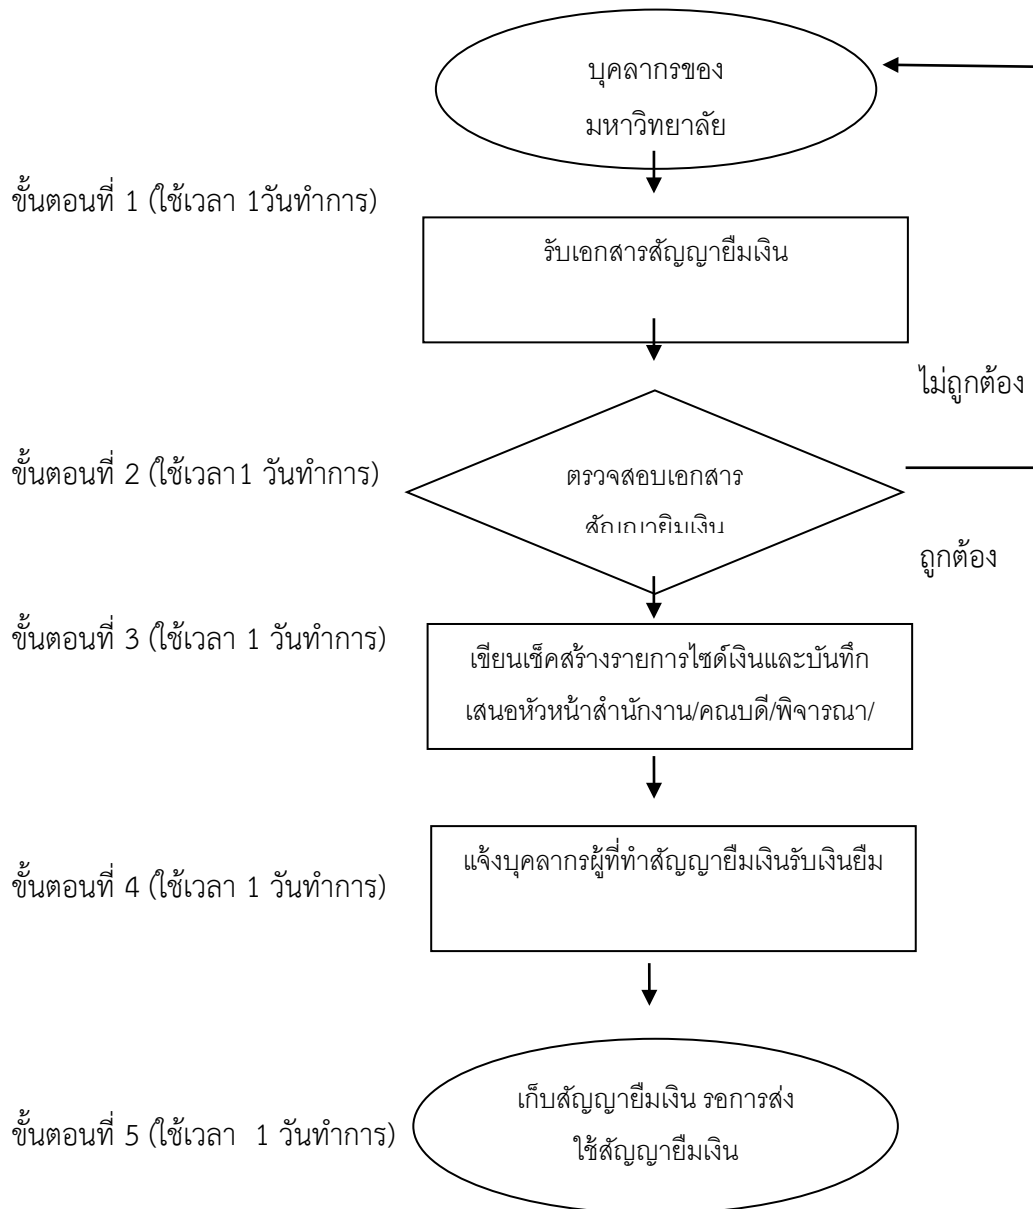 บุคลากรของ
มหาวิทยาลัย
ขั้นตอนที่ 1 (ใช้เวลา 1วันทำการ)
รับเอกสารสัญญายืมเงิน
ไม่ถูกต้อง
ขั้นตอนที่ 2 (ใช้เวลา1 วันทำการ)
ตรวจสอบเอกสาร
สัญญายืมเงิน
ถูกต้อง
ขั้นตอนที่ 3 (ใช้เวลา 1 วันทำการ)
เขียนเช็คสร้างรายการไซด์เงินและบันทึก
เสนอหัวหน้าสำนักงาน/คณบดี/พิจารณา/
แจ้งบุคลากรผู้ที่ทำสัญญายืมเงินรับเงินยืม
ขั้นตอนที่ 4 (ใช้เวลา 1 วันทำการ)
เก็บสัญญายืมเงิน รอการส่ง
ใช้สัญญายืมเงิน
ขั้นตอนที่ 5 (ใช้เวลา  1 วันทำการ)